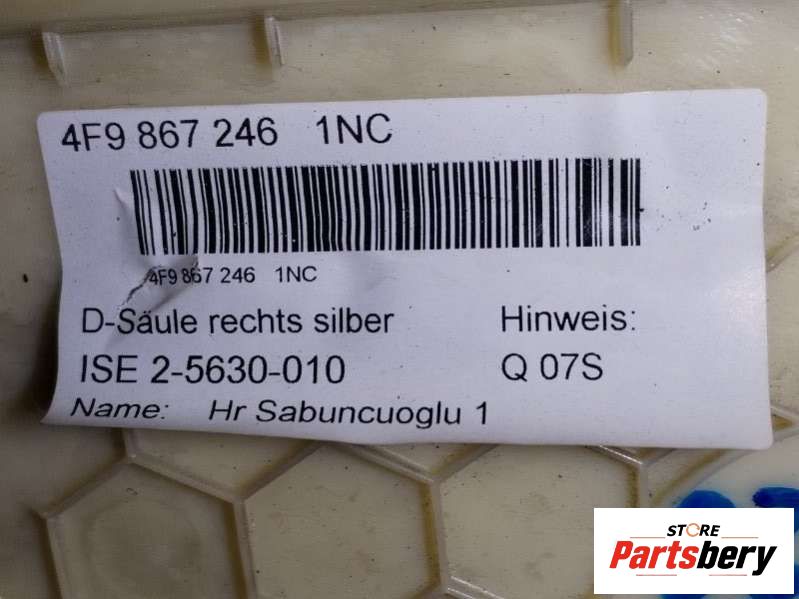 4F9 867 246 1NC
4F9 867 246 1NC
D-Säule rechts silber
Hinweis:
ISE 2-5630-010
Q 07S
Name: Hr Sabuncuoglu 1
STORE
Partsbery